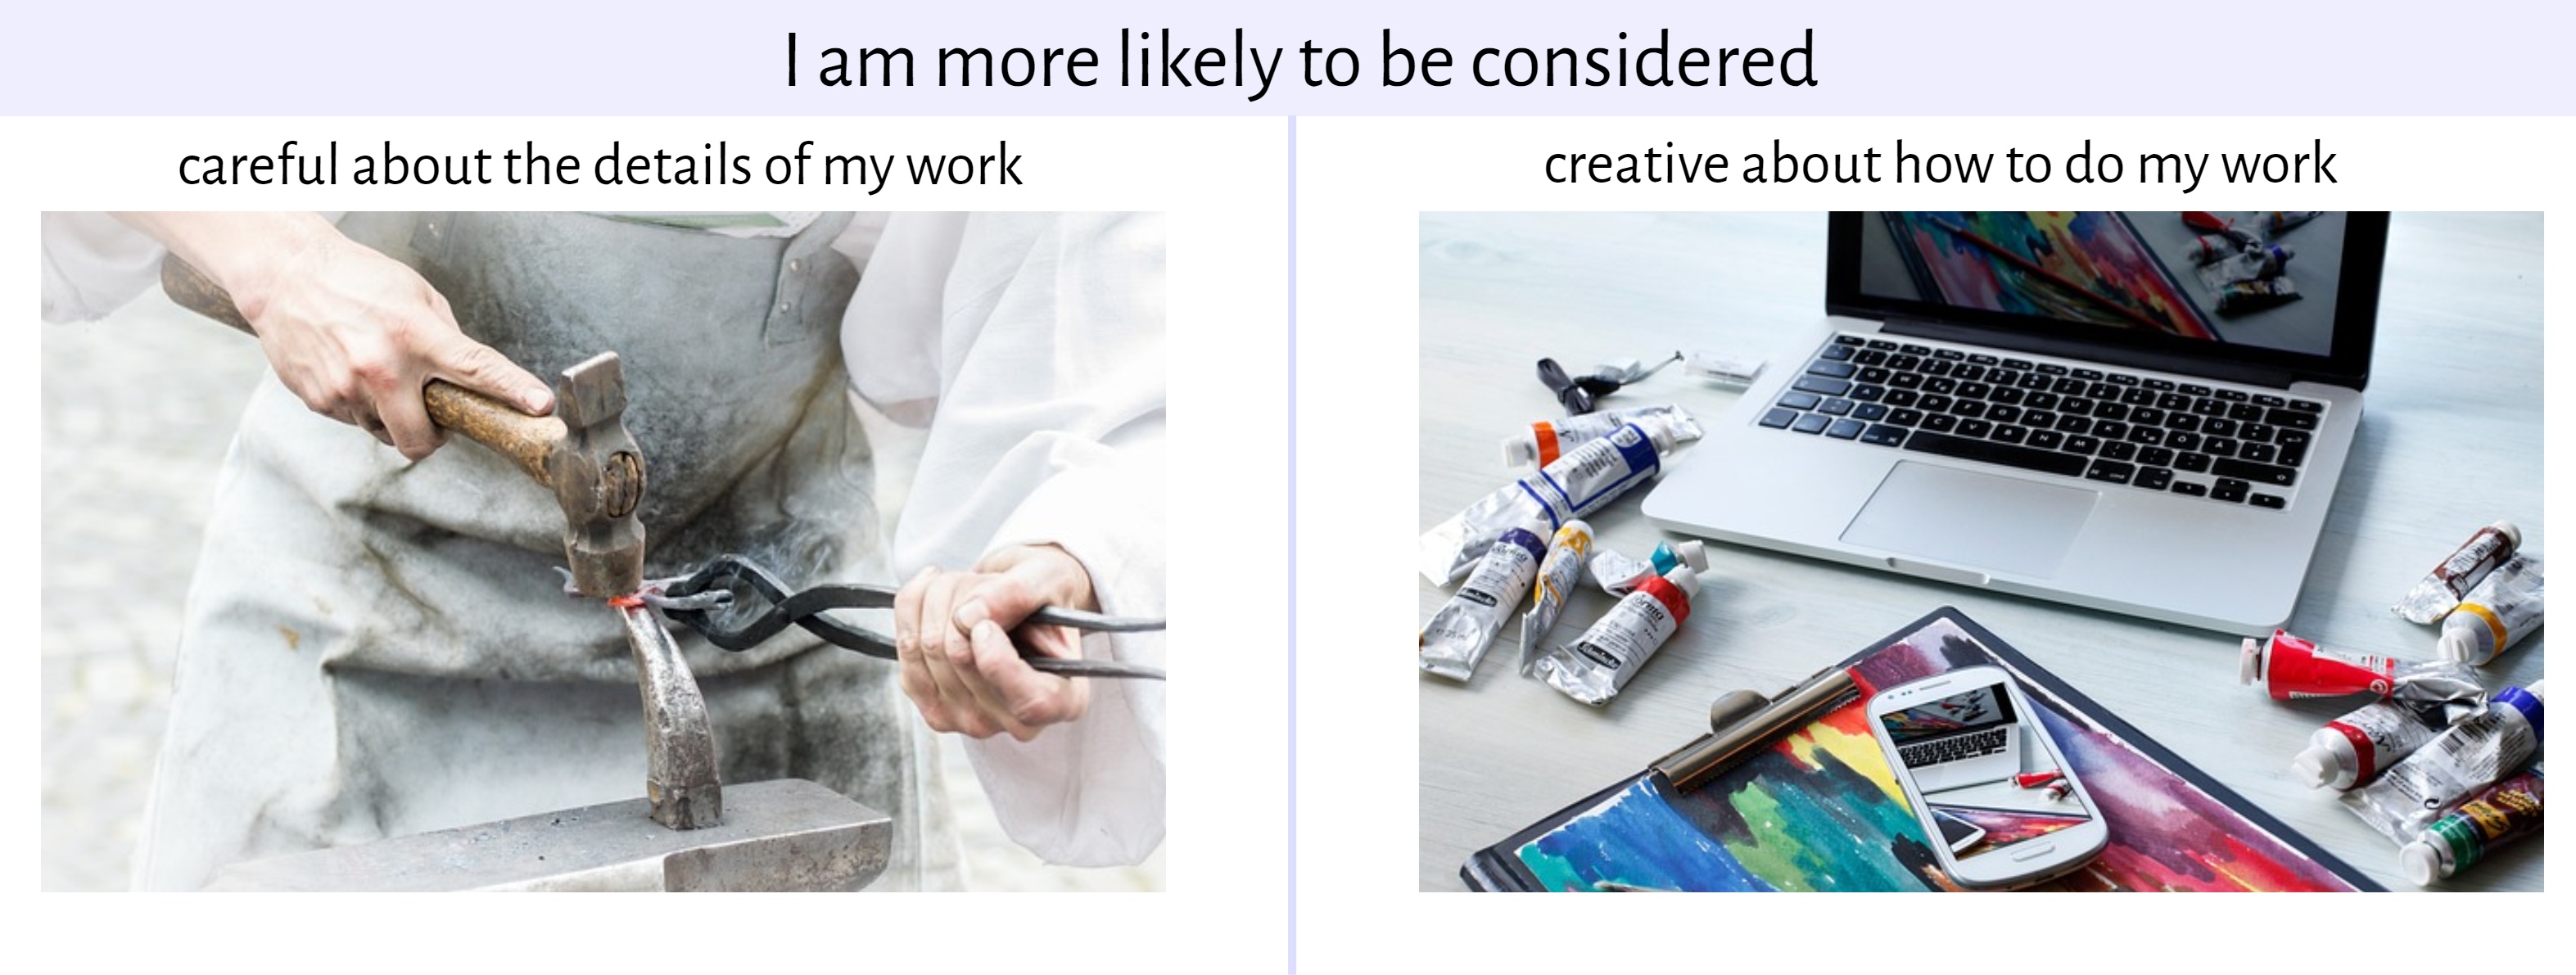 I am more likely to be considered
careful about the details of my work
creative about how to do my work